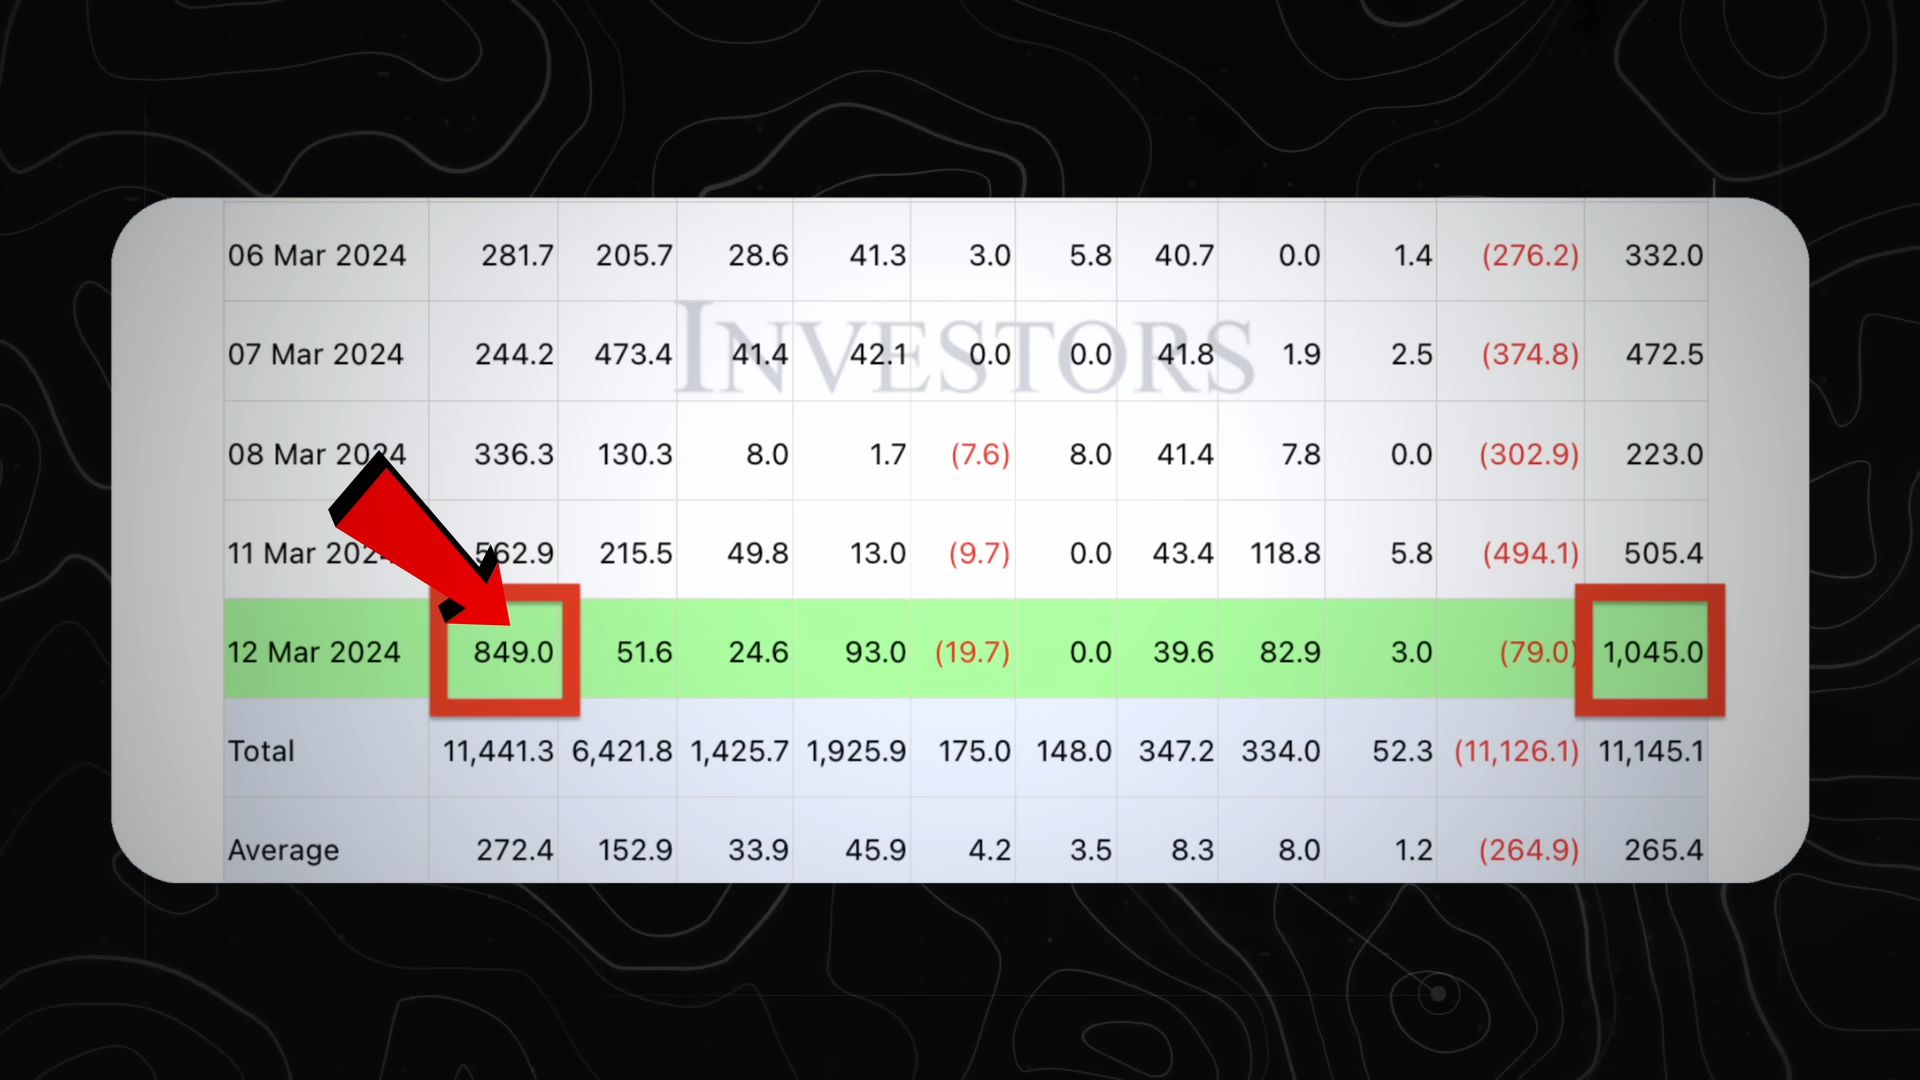 06 Mar 2024 281.7 205.7 28.6 41.3 3.0 5.8 40.7 0.0 1.4 (276.2) 332.0
INVESTORS
07 Mar 2024 244.2 473.4 41.4 42.1 0.0 0.0 41.8 1.9 2.5 (374.8) 472.5
08 Mar 2024 336.3 130.3 8.0 1.7 (7.6) 8.0 41.4 7.8 0.0 (302.9) 223.0
11 Mar 2024 562.9 215.5 49.8 13.0 (9.7) 0.0 43.4 118.8 5.8 (494.1) 505.4
12 Mar 2024 849.0 51.6 24.6 93.0 (19.7) 0.0 39.6 82.9 3.0 (79.0) 1,045.0
Total 11,441.3 6,421.8 1,425.7 1,925.9 175.0 148.0 347.2 334.0 52.3 (11,126.1) 11,145.1
Average 272.4 152.9 33.9 45.9 4.2 3.5 8.3 8.0 1.2 (264.9) 265.4